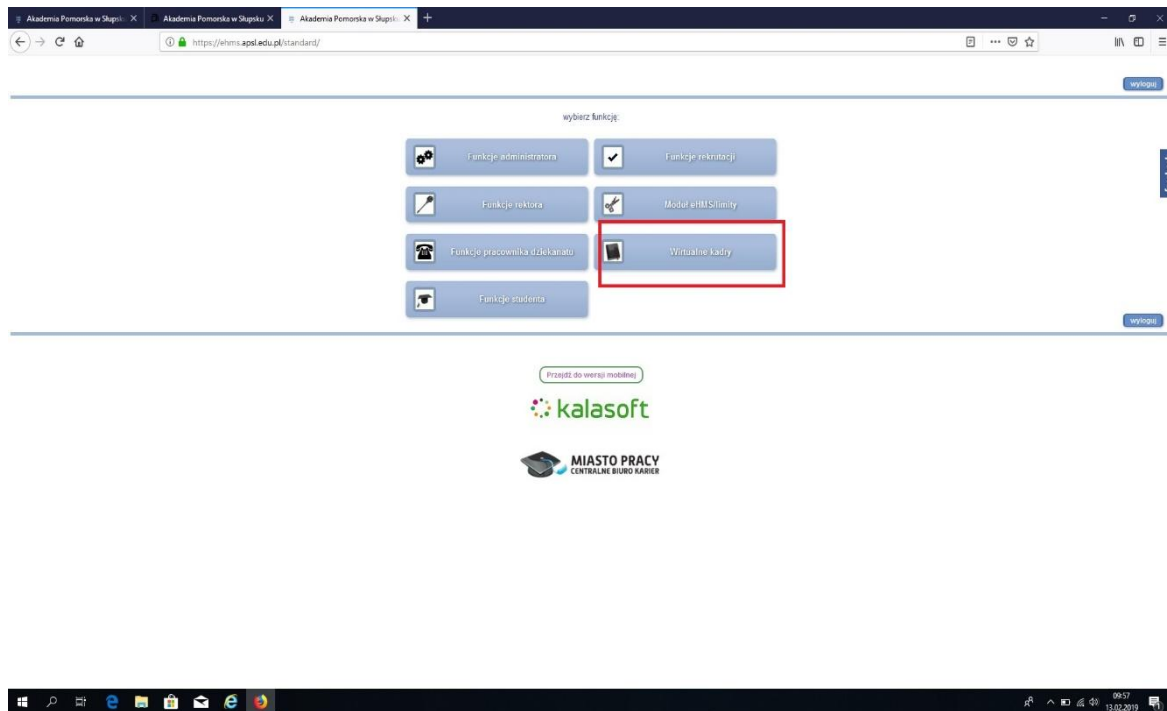 Akademia Pomorska w Słupsk
Akademia Pomorska w Słupsku
Akademia Pomorska w Słupsk
https://ehms.apsl.edu.pl/standard/
wyloguj
wybierz funkcję:
Funkcje administratora
Funkcje rekrutacji
Funkcje rektora
Moduł eHMS/limity
Funkcje pracownika dziekanatu
Wirtualne kadry
Funkcje studenta
wyloguj
Przejdź do wersji mobilnej
kalasoft
MIASTO PRACY
CENTRALNE BIURO KARIER
09:57
13.02.2019